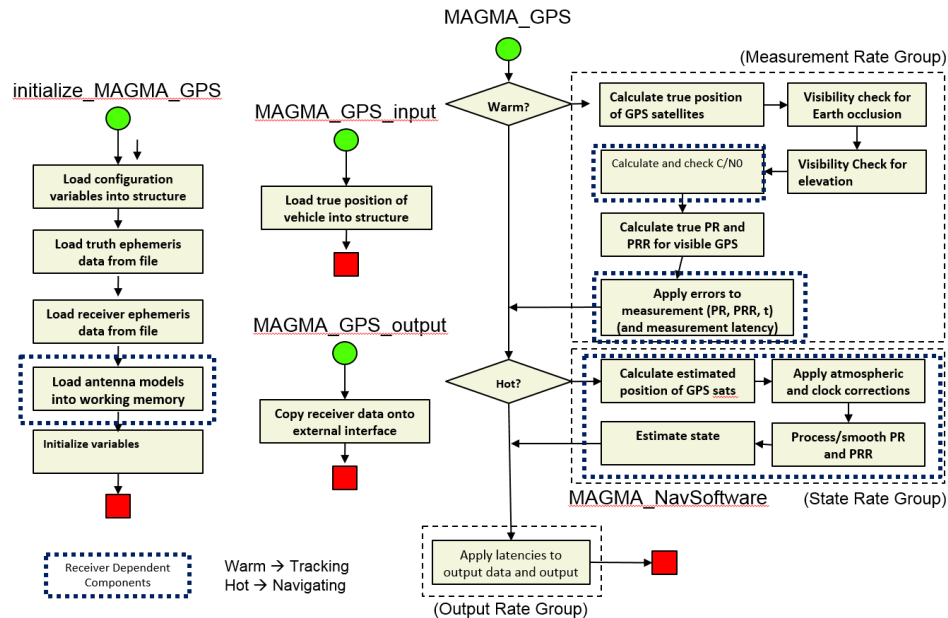 MAGMA_GPS
(Measurement Rate Group)
initialize_MAGMA_GPS
Load configuration
variables into structure
Load truth ephemeris
data from file
Load receiver ephemeris
data from file
Load antenna models
into working memory
Initialize variables
MAGMA_GPS_input
Load true position of
vehicle into structure
MAGMA_GPS_output
Copy receiver data onto
external interface
Warm?
Calculate true position
of GPS satellites
Visibility check for
Earth occlusion
Calculate and check C/N0
Visibility Check for
elevation
Calculate true PR and
PRR for visible GPS
Apply errors to
measurement (PR, PRR, t)
(and measurement latency)
Hot?
Calculate estimated
position of GPS sats
Apply atmospheric
and clock corrections
Estimate state
Process/smooth PR
and PRR
MAGMA_NavSoftware
(State Rate Group)
Apply latencies to
output data and output
(Output Rate Group)
Receiver Dependent
Components
Warm → Tracking
Hot → Navigating